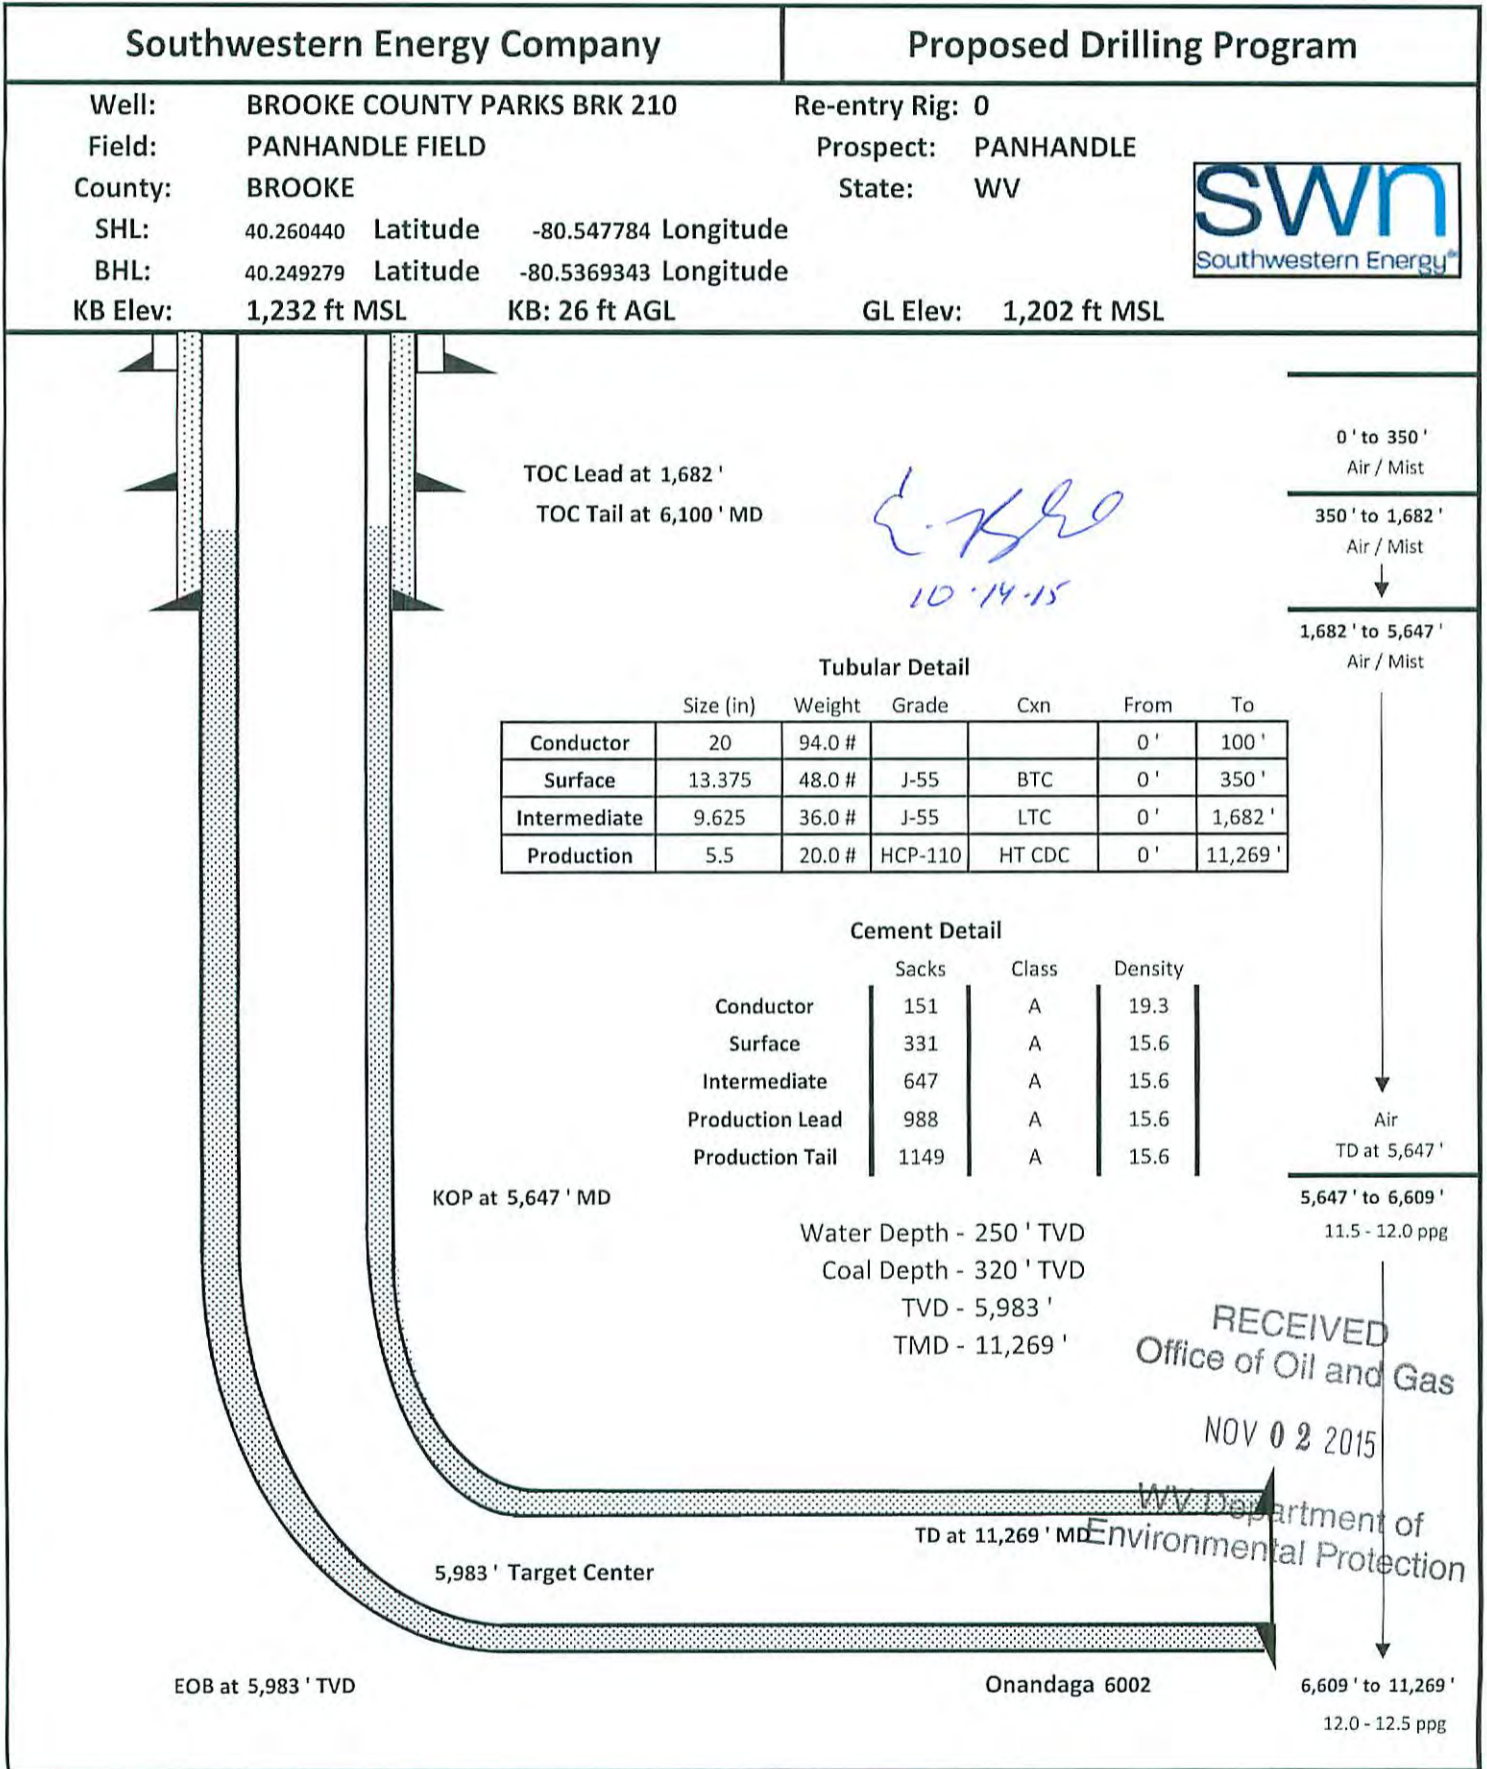 Southwestern Energy Company Proposed Drilling Program
Well: BROOKE COUNTY PARKS BRK 210 Re-entry Rig: 0
Field: PANHANDLE FIELD Prospect: PANHANDLE
County: BROOKE State: WV
SHL: 40.260440 Latitude -80.547784 Longitude
BHL: 40.249279 Latitude -80.5369343 Longitude
KB Elev: 1,232 ft MSL KB: 26 ft AGL GL Elev: 1,202 ft MSL
swn
Southwestern Energy®
0 ' to 350 '
Air / Mist
TOC Lead at 1,682 '
TOC Tail at 6,100 ' MD
350 ' to 1,682 '
Air / Mist
10-14-15
1,682 ' to 5,647 '
Air / Mist
Tubular Detail
Size (in) Weight Grade Cxn From To
Conductor 20 94.0 # 0 ' 100 '
Surface 13.375 48.0 # J-55 BTC 0 ' 350 '
Intermediate 9.625 36.0 # J-55 LTC 0 ' 1,682 '
Production 5.5 20.0 # HCP-110 HT CDC 0 ' 11,269 '
Cement Detail
Sacks Class Density
Conductor 151 A 19.3
Surface 331 A 15.6
Intermediate 647 A 15.6
Production Lead 988 A 15.6
Production Tail 1149 A 15.6
Air
TD at 5,647 '
KOP at 5,647 ' MD
5,647 ' to 6,609 '
11.5 - 12.0 ppg
Water Depth - 250 ' TVD
Coal Depth - 320 ' TVD
TVD - 5,983 '
TMD - 11,269 '
RECEIVED
Office of Oil and Gas
NOV 02 2015
WV Department of
Environmental Protection
TD at 11,269 ' MD
5,983 ' Target Center
EOB at 5,983 ' TVD
Onandaga 6002
6,609 ' to 11,269 '
12.0 - 12.5 ppg